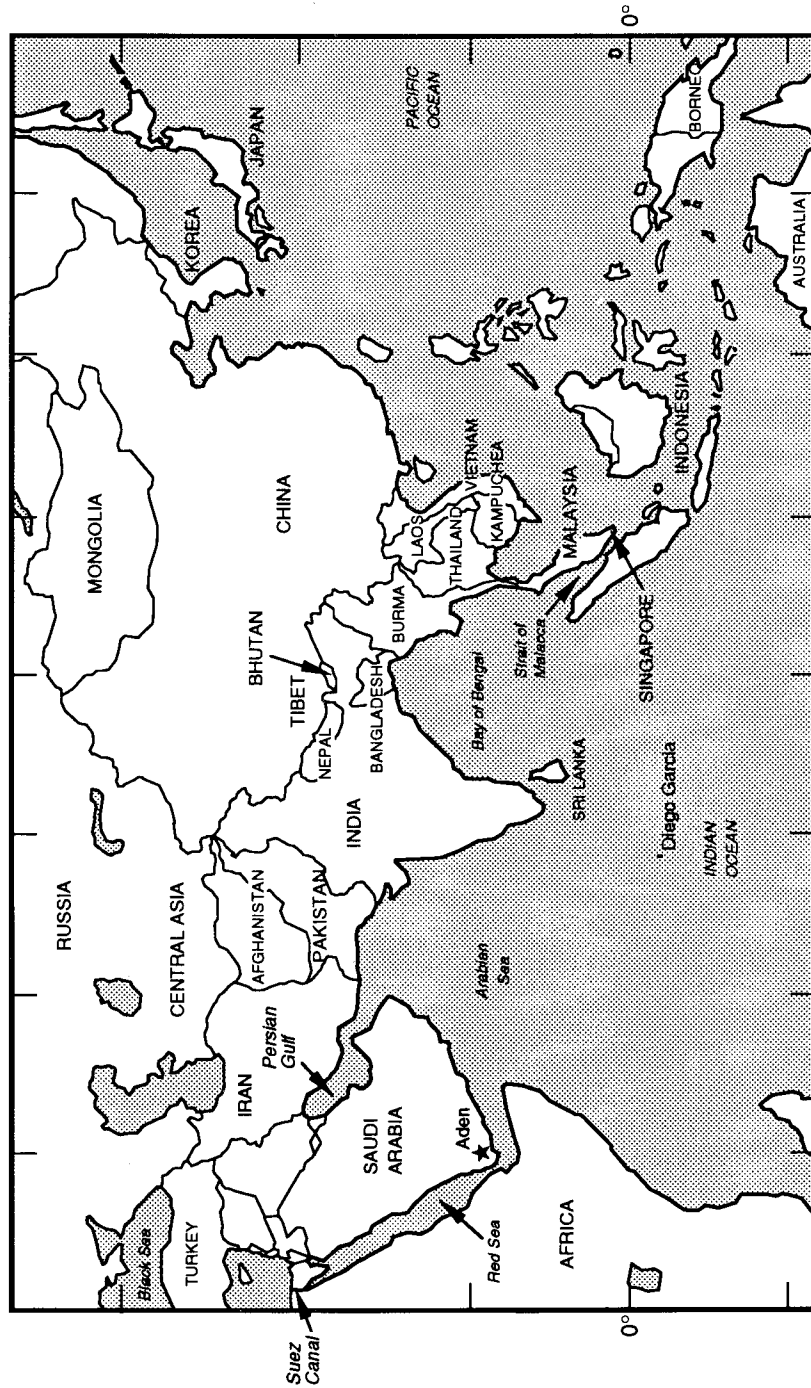 RUSSIA
MONGOLIA
CENTRAL ASIA
Black Sea
TURKEY
KOREA
JAPAN
CHINA
BHUTAN
TIBET
NEPAL
AFGHANISTAN
IRAN
PAKISTAN
Persian
Gulf
Suez
Canal
INDIA
BANGLADESH
BURMA
LAOS
VIETNAM
THAILAND
KAMPUCHEA
PACIFIC
OCEAN
SAUDI
ARABIA
Aden
Red Sea
Arabien
Sea
Bay of Bengal
Strait of
Malacca
MALAYSIA
AFRICA
SRI LANKA
SINGAPORE
INDONESIA
BORNEO
0°
0°
Diego Garcia
INDIAN
OCEAN
AUSTRALIA